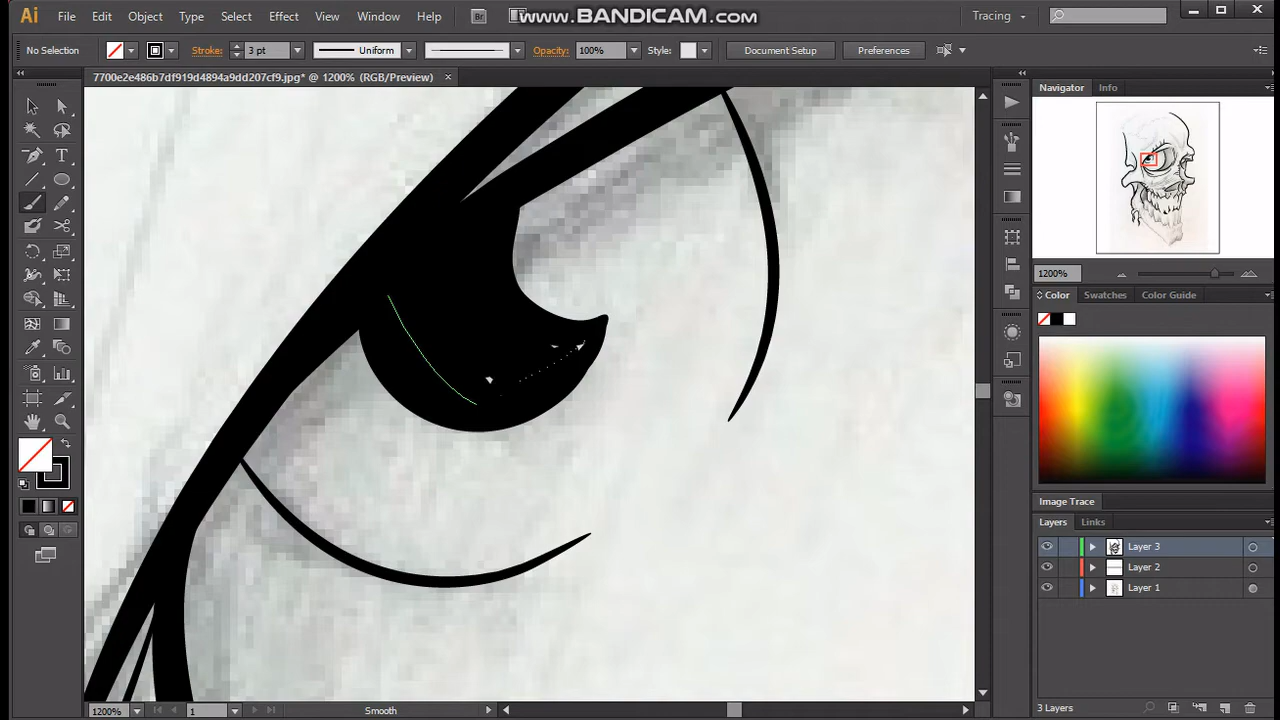 Ai File Edit Object Type Select Effect View Window Help Br www.BANDICAM.com Tracing
No Selection Stroke: 3 pt Uniform Opacity: 100% Style: Document Setup Preferences
7700e2e486b7df919d4894a9dd207cf9.jpg* @ 1200% (RGB/Preview)
Navigator Info
1200%
Color Swatches Color Guide
Image Trace
Layers Links
Layer 3
Layer 2
Layer 1
3 Layers
1200% 1 Smooth